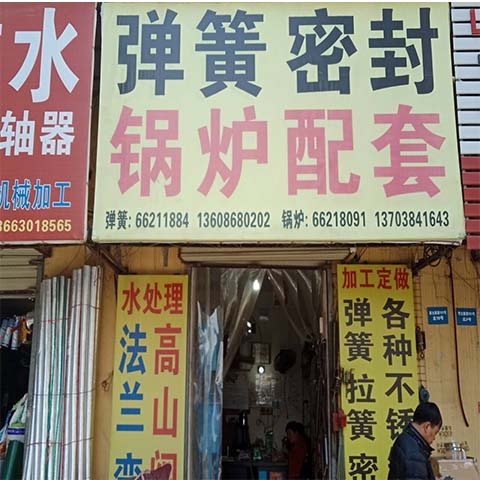 水
轴器
机械加工
8663018565
弹簧密封
锅炉配套
弹簧: 66211884 13608680202 锅炉: 66218091 13703841643
水处理
法兰
高山
加工定做
弹簧拉簧密
各种不锈